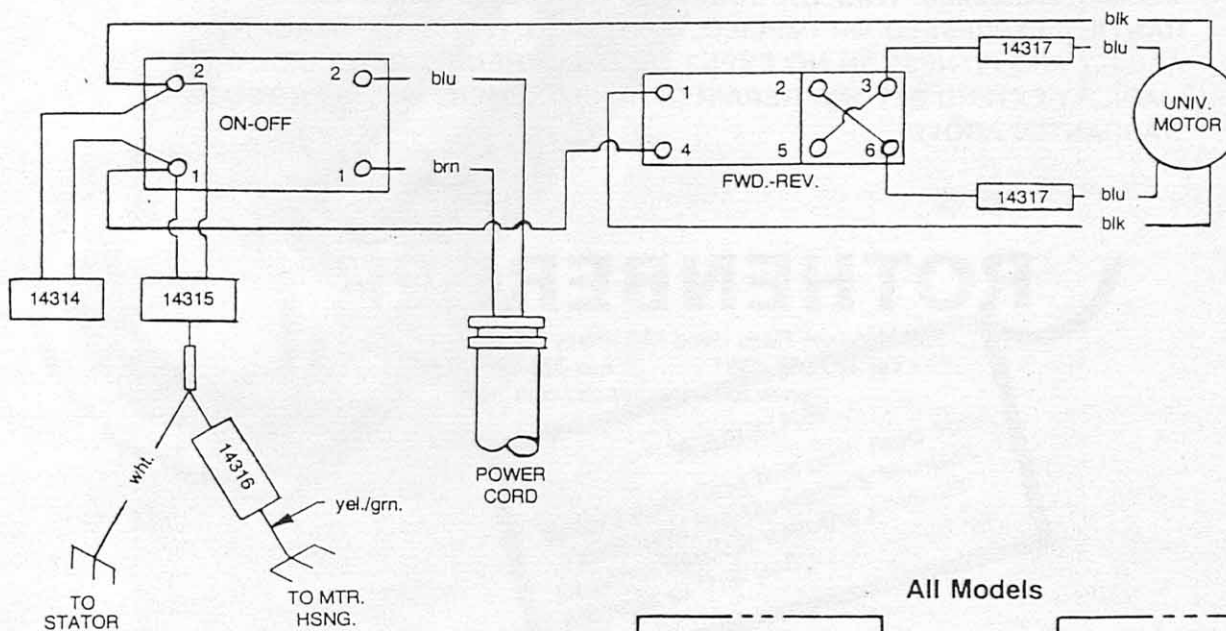 blk
14317
blu
2
2
blu
1
2
3
UNIV.
MOTOR
ON-OFF
1
brn
1
4
5
6
FWD.-REV.
14317
blu
blk
14314
14315
14316
wht.
yel./grn.
POWER
CORD
TO
STATOR
TO MTR.
HSNG.
All Models